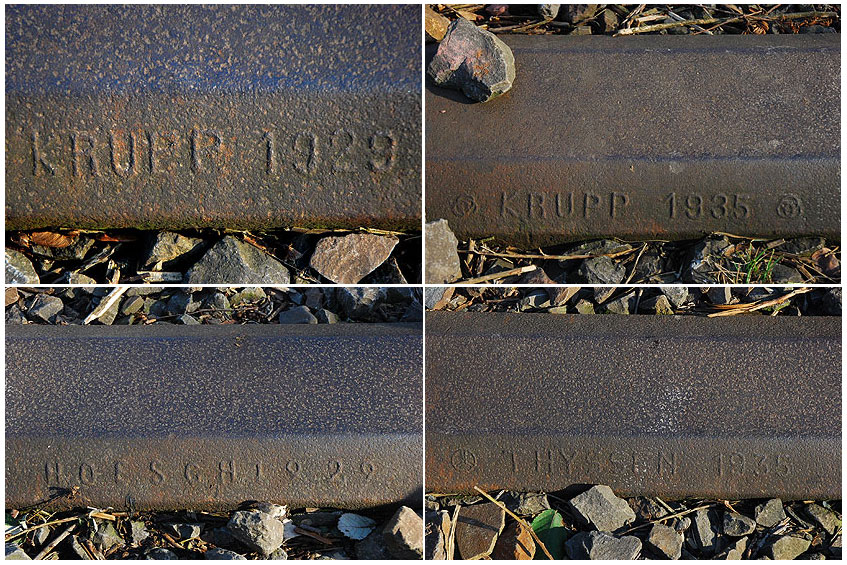 KRUPP 1929
KRUPP 1935
HOESCH 1929
THYSSEN 1935